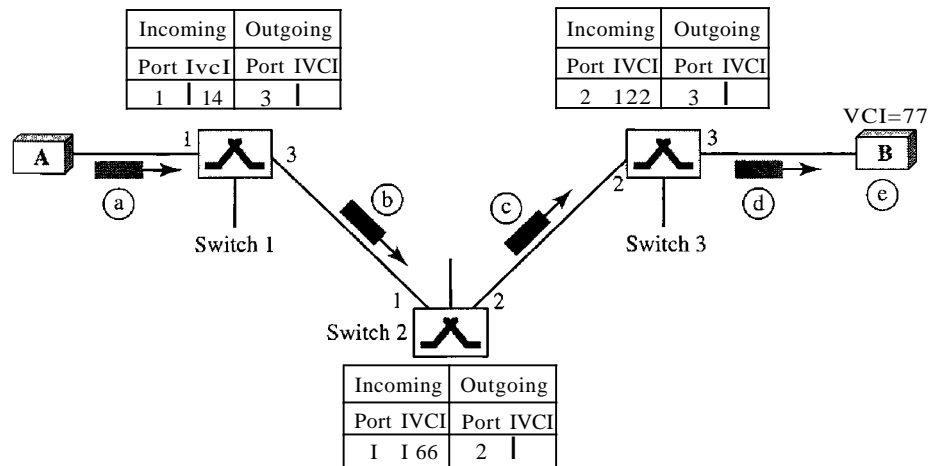 Incoming Outgoing
Port IvcI Port IVCI
1 | 14 3 |
Incoming Outgoing
Port IVCI Port IVCI
2 122 3 |
VCI=77
A
1
3
a
b
Switch 1
c
2
3
d
B
e
Switch 3
1
2
Switch 2
Incoming Outgoing
Port IVCI Port IVCI
I I 66 2 |